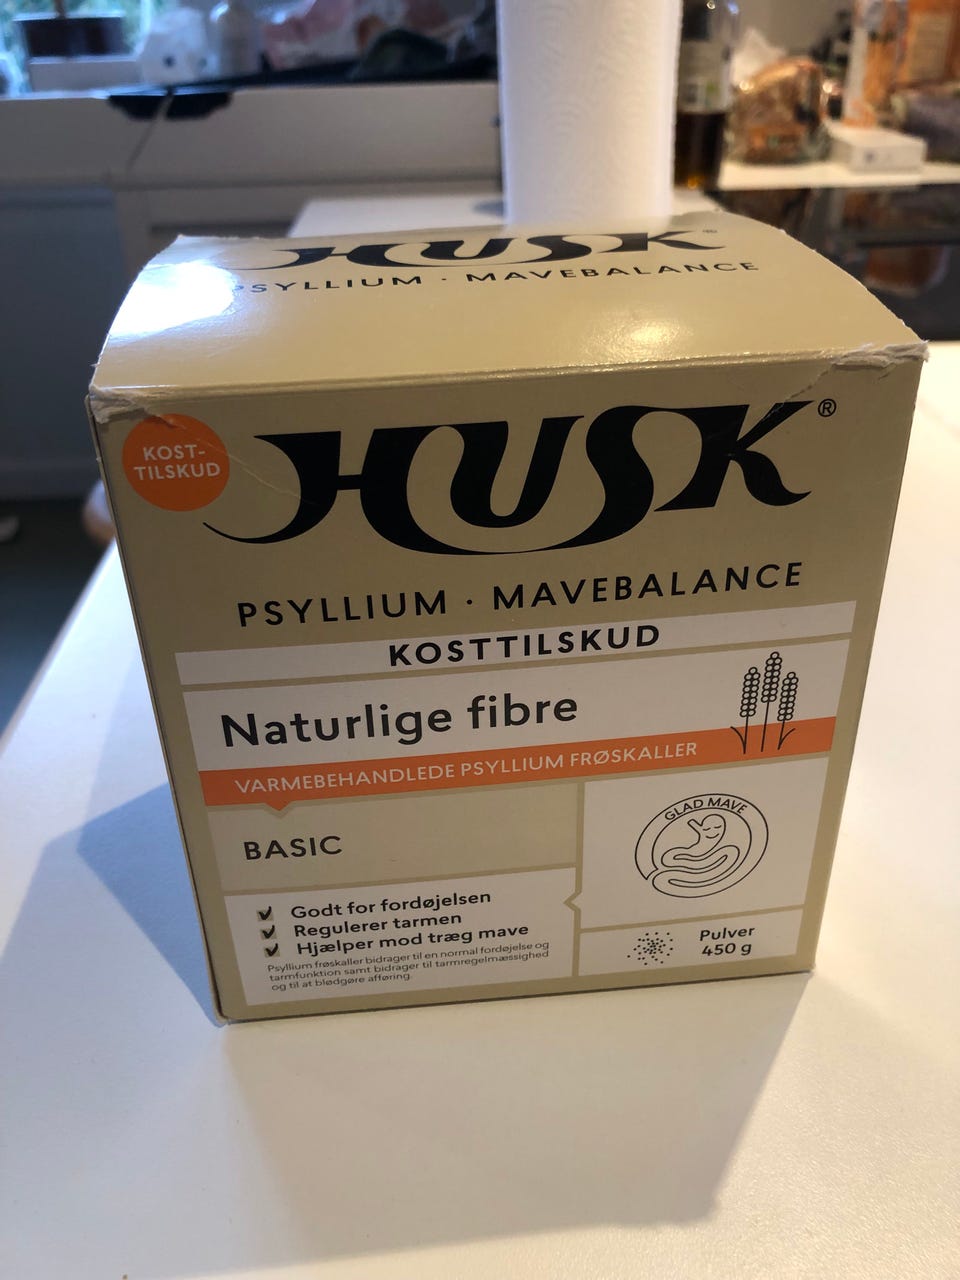 HUSK®
PSYLLIUM · MAVEBALANCE
KOST-
TILSKUD
HUSK®
PSYLLIUM · MAVEBALANCE
KOSTTILSKUD
Naturlige fibre
VARMEBEHANDLEDE PSYLLIUM FRØSKALLER
BASIC
GLAD MAVE
Godt for fordøjelsen
Regulerer tarmen
Hjælper mod træg mave
Psyllium frøskaller bidrager til en normal fordøjelse og
tarmfunktion samt bidrager til tarmregelmæssighed
og til at blødgøre afføring.
Pulver
450 g